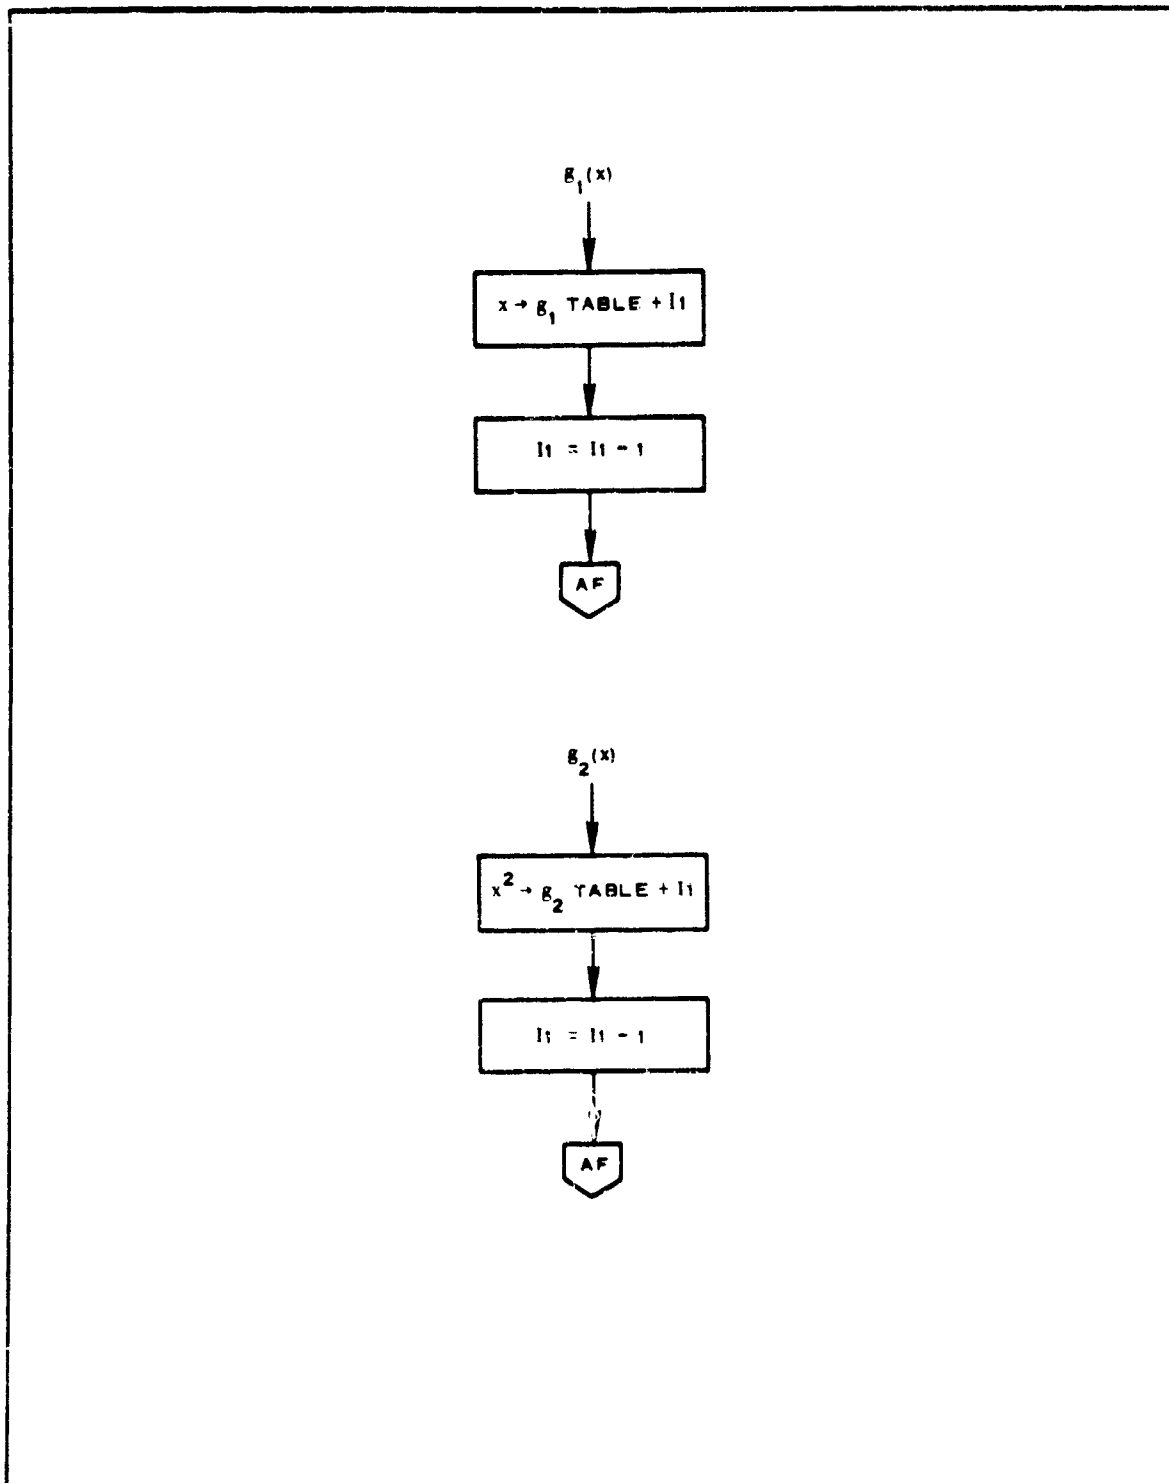 g₁(x)
x → g₁ TABLE + I1
I1 = I1 - 1
AF
g₂(x)
x² → g₂ TABLE + I1
I1 = I1 - 1
AF